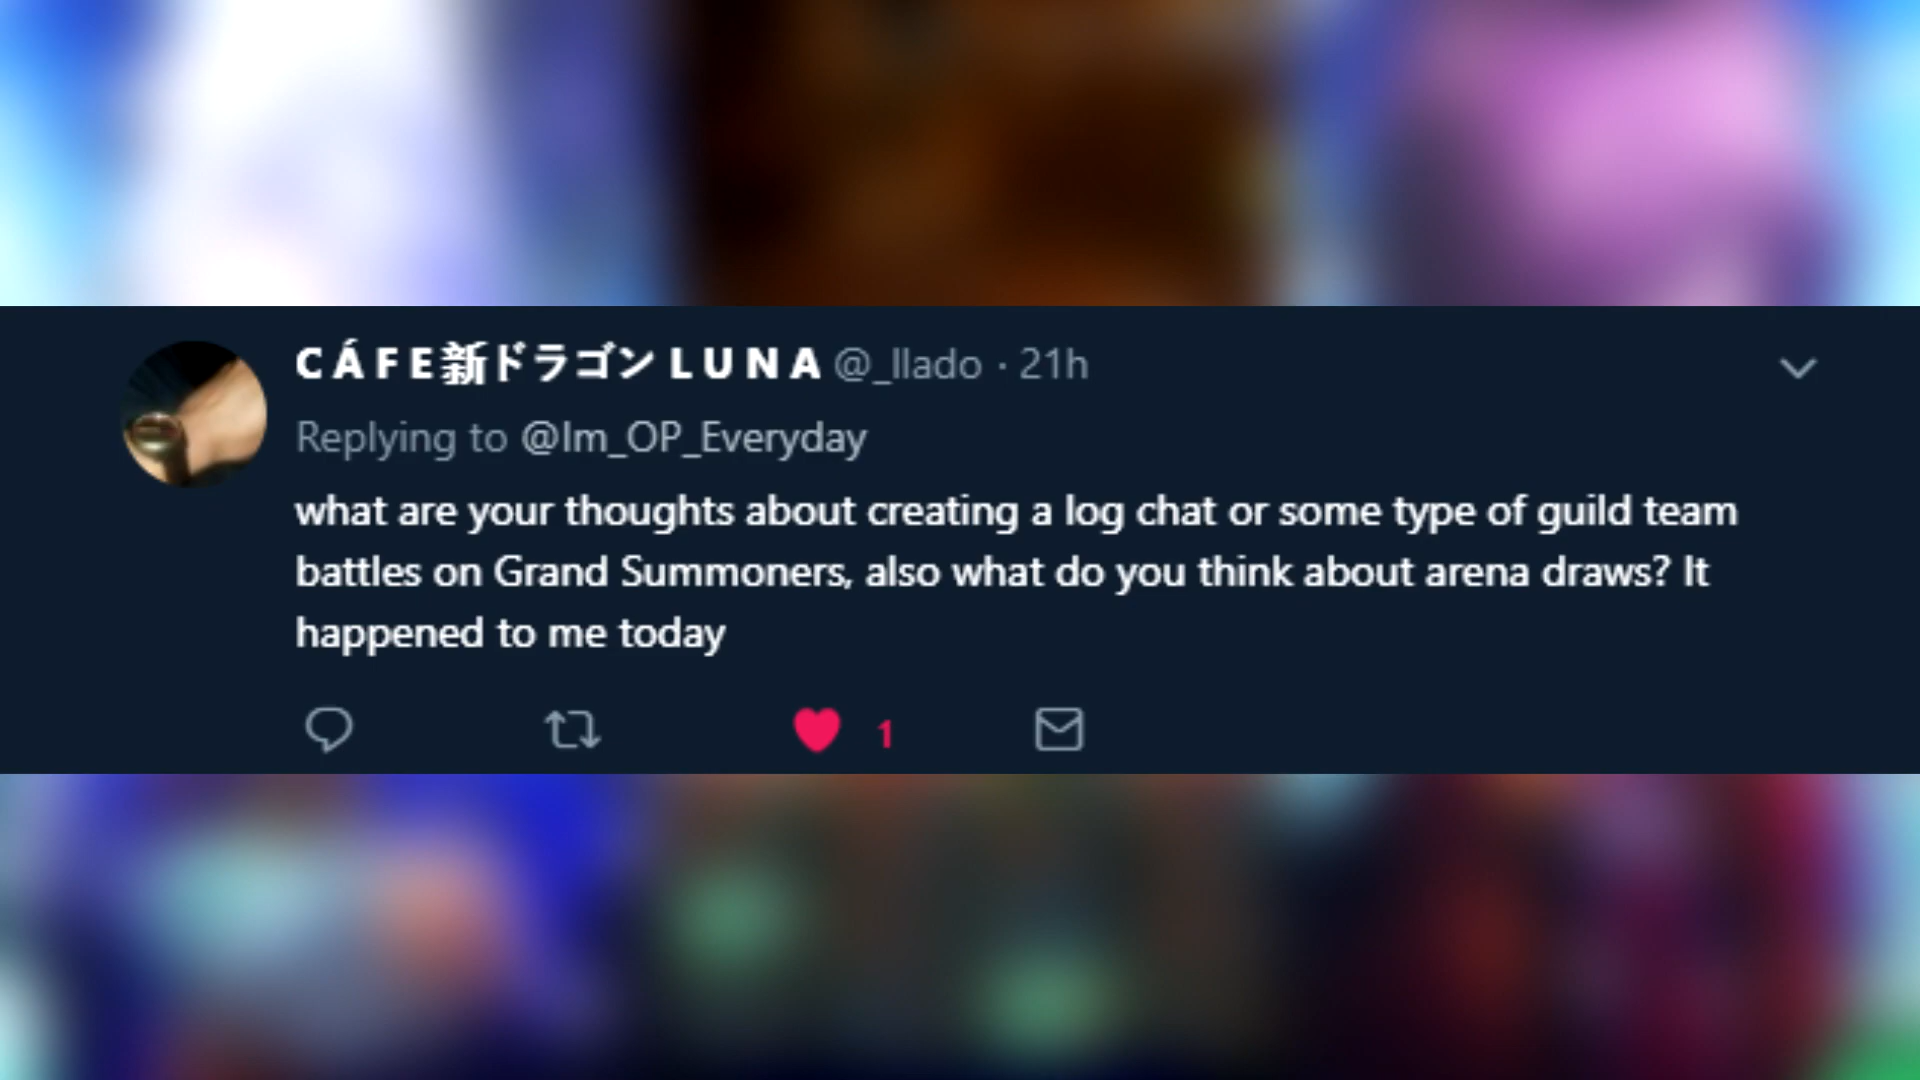 CÁFE新ドラゴン LUNA @_llado · 21h
Replying to @Im_OP_Everyday
what are your thoughts about creating a log chat or some type of guild team
battles on Grand Summoners, also what do you think about arena draws? It
happened to me today
1